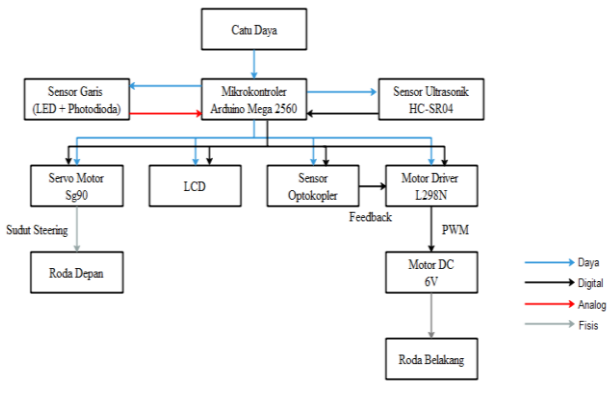 Catu Daya
Sensor Garis
(LED + Photodioda)
Mikrokontroler
Arduino Mega 2560
Sensor Ultrasonik
HC-SR04
Servo Motor
Sg90
LCD
Sensor
Optokopler
Motor Driver
L298N
Feedback
Sudut Steering
PWM
Roda Depan
Motor DC
6V
Roda Belakang
Daya
Digital
Analog
Fisis